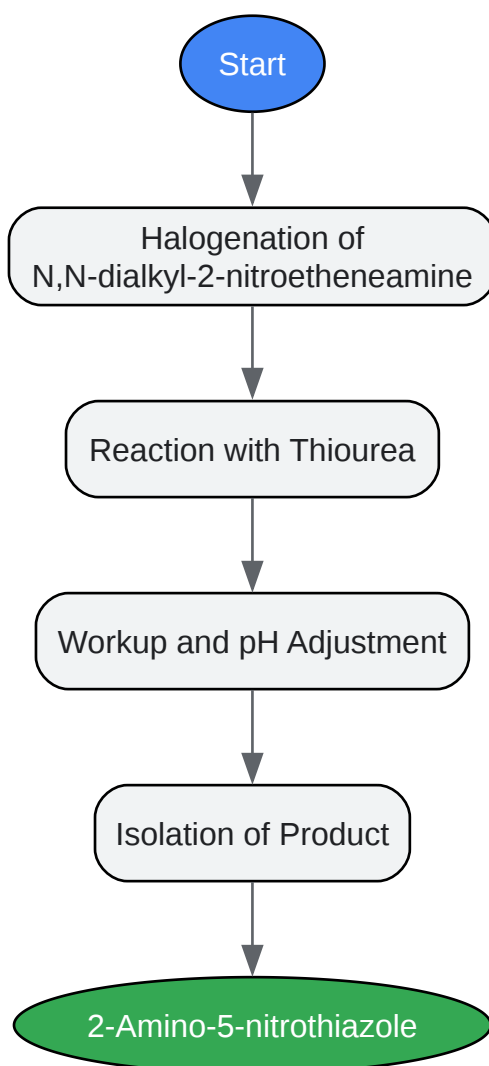 Start
Halogenation of
N,N-dialkyl-2-nitroetheneamine
Reaction with Thiourea
Workup and pH Adjustment
Isolation of Product
2-Amino-5-nitrothiazole